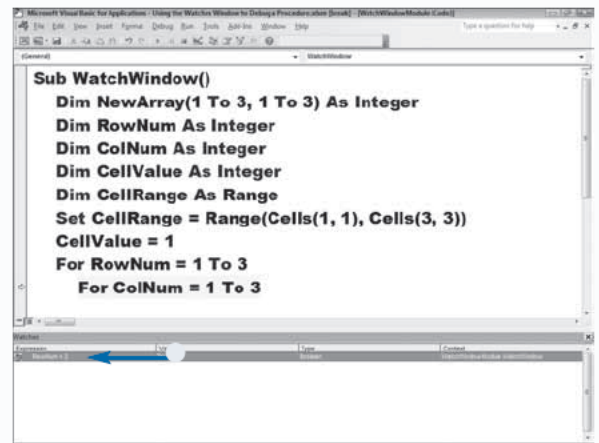 Microsoft Visual Basic for Applications - Using the Watches Window to Debug a Procedure.xlsm [break] - [WatchWindowModule (Code)]
File Edit View Insert Format Debug Run Tools Add-Ins Window Help Type a question for help
(General) WatchWindow
Sub WatchWindow()
Dim NewArray(1 To 3, 1 To 3) As Integer
Dim RowNum As Integer
Dim ColNum As Integer
Dim CellValue As Integer
Dim CellRange As Range
Set CellRange = Range(Cells(1, 1), Cells(3, 3))
CellValue = 1
For RowNum = 1 To 3
For ColNum = 1 To 3
Watches
Expression Type Context
Boolean